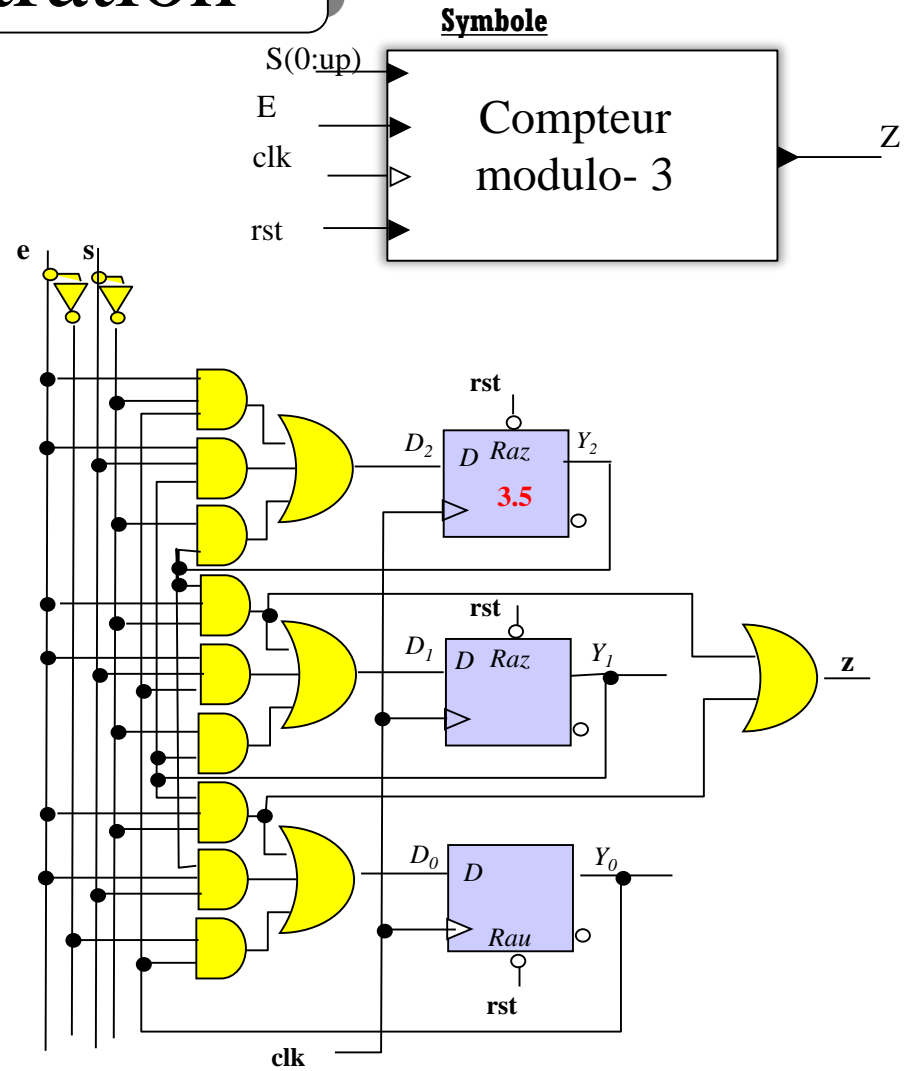 Symbole
S(0:up)
E
clk
rst
Compteur
modulo- 3
Z
e
s
rst
D2
D
Raz
Y2
3.5
rst
D1
D
Raz
Y1
z
D0
D
Y0
Rau
rst
clk